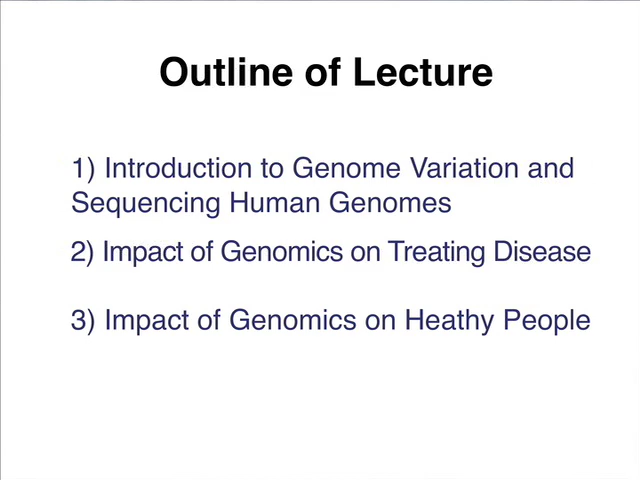 Outline of Lecture
1) Introduction to Genome Variation and
Sequencing Human Genomes
2) Impact of Genomics on Treating Disease
3) Impact of Genomics on Heathy People